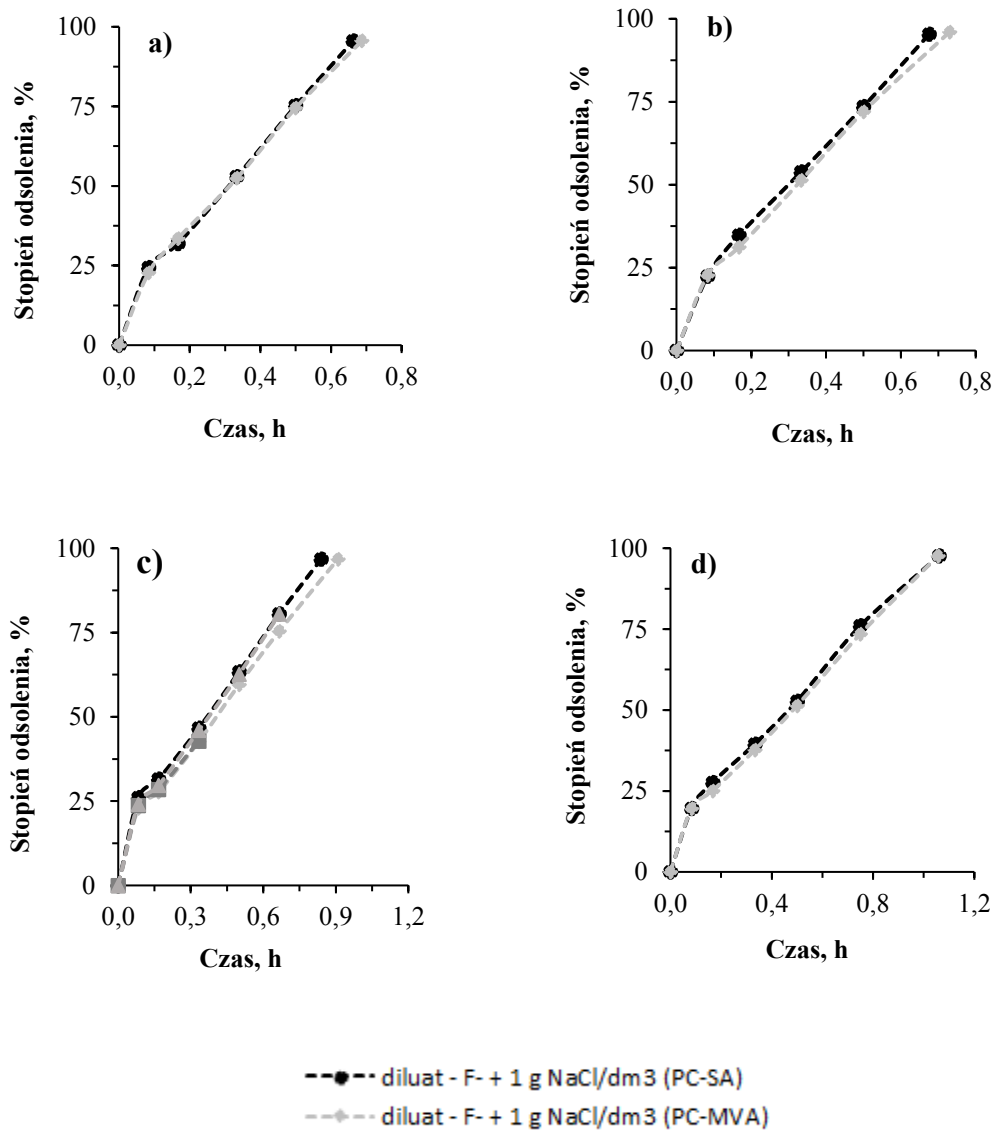 a)
Stopień odsolenia, %
100
75
50
25
0
0,0 0,2 0,4 0,6 0,8
Czas, h
b)
Stopień odsolenia, %
100
75
50
25
0
0,0 0,2 0,4 0,6 0,8
Czas, h
c)
Stopień odsolenia, %
100
75
50
25
0
0,0 0,3 0,6 0,9 1,2
Czas, h
d)
Stopień odsolenia, %
100
75
50
25
0
0,0 0,4 0,8 1,2
Czas, h
diluat - F- + 1 g NaCl/dm3 (PC-SA)
diluat - F- + 1 g NaCl/dm3 (PC-MVA)